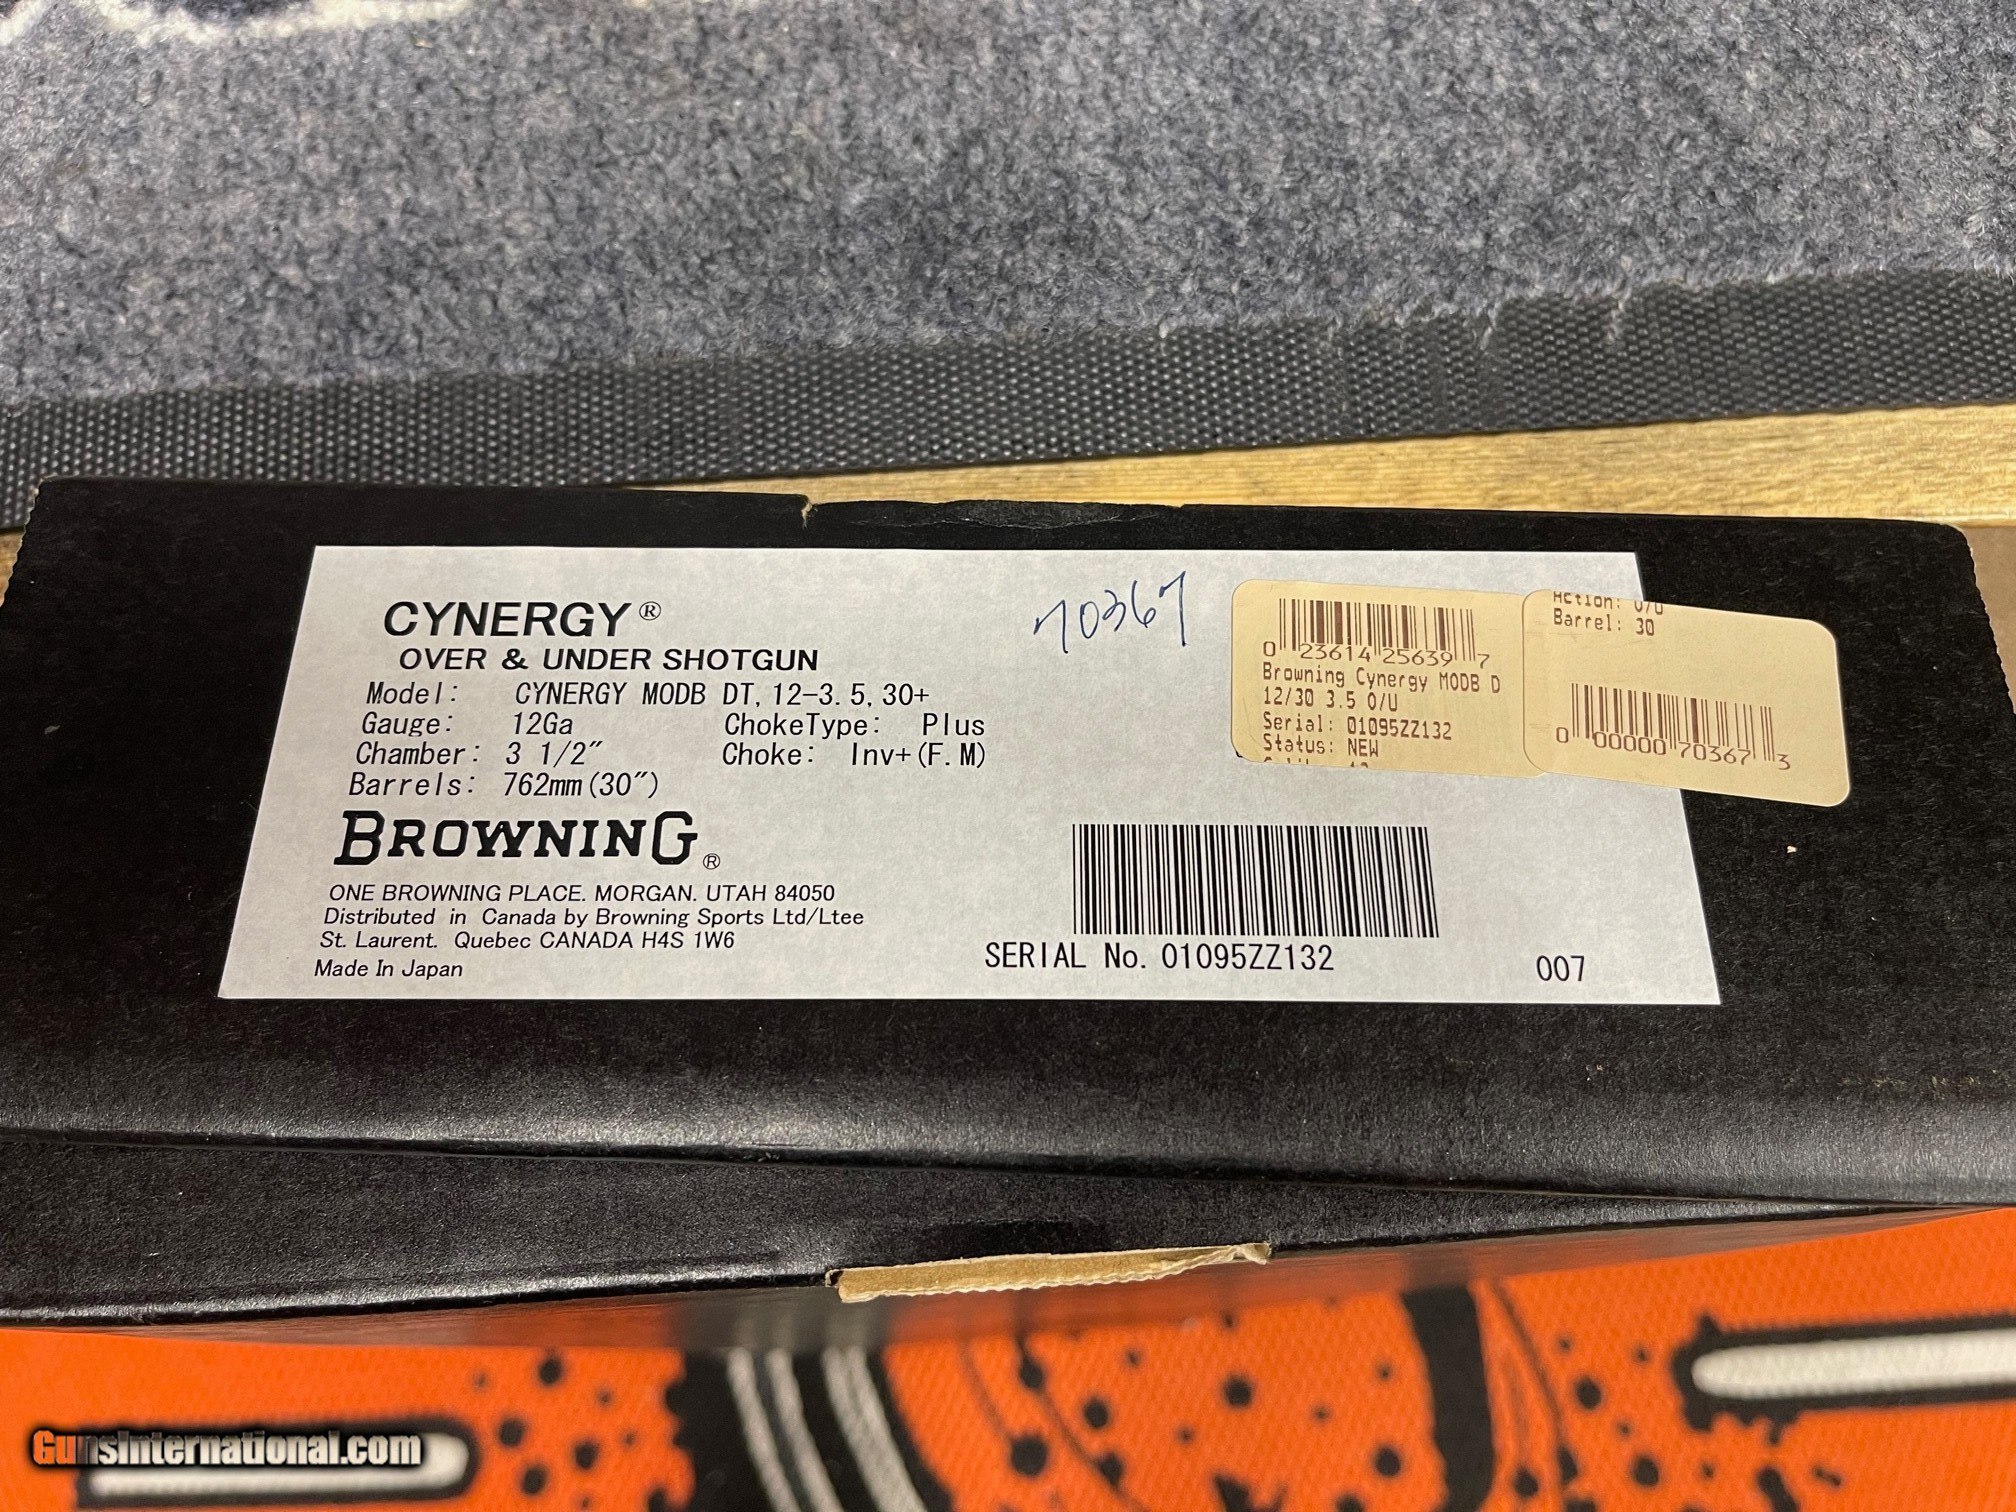 CYNERGY®
OVER & UNDER SHOTGUN
Model: CYNERGY MODB DT, 12-3.5, 30+
Gauge: 12Ga ChokeType: Plus
Chamber: 3 1/2" Choke: Inv+(F.M)
Barrels: 762mm(30")
BROWNING®
ONE BROWNING PLACE. MORGAN. UTAH 84050
Distributed in Canada by Browning Sports Ltd/Ltee
St. Laurent. Quebec CANADA H4S 1W6
Made In Japan
70367
0 23614 25639 7
Browning Cynergy MODB D
12/30 3.5 O/U
Serial: 01095ZZ132
Status: NEW
Action: O/U
Barrel: 30
0 00000 70367 3
SERIAL No. 01095ZZ132
007
GunsInternational.com